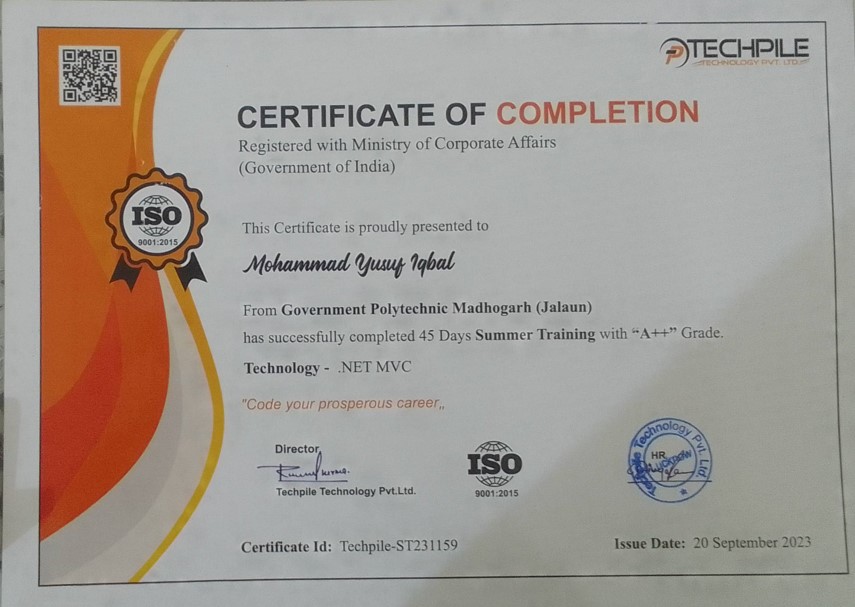 TECHPILE
TECHNOLOGY PVT. LTD.
CERTIFICATE OF COMPLETION
Registered with Ministry of Corporate Affairs
(Government of India)
ISO
9001:2015
This Certificate is proudly presented to
Mohammad Yusuf Iqbal
From Government Polytechnic Madhogarh (Jalaun)
has successfully completed 45 Days Summer Training with “A++” Grade.
Technology - .NET MVC
"Code your prosperous career„
Director,
Techpile Technology Pvt.Ltd.
ISO
9001:2015
Techpile Technology Pvt. Ltd.
LUCKNOW
HR
Certificate Id: Techpile-ST231159
Issue Date: 20 September 2023